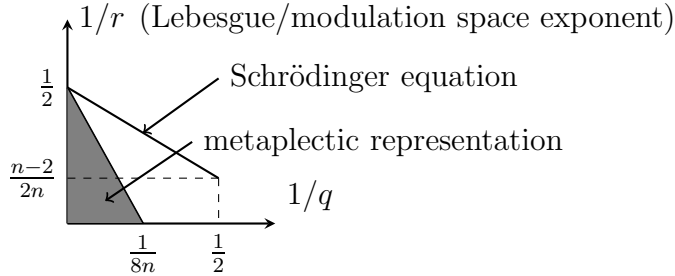 1/r (Lebesgue/modulation space exponent)
1/2
Schrödinger equation
metaplectic representation
n−2/2n
1/q
1/8n
1/2